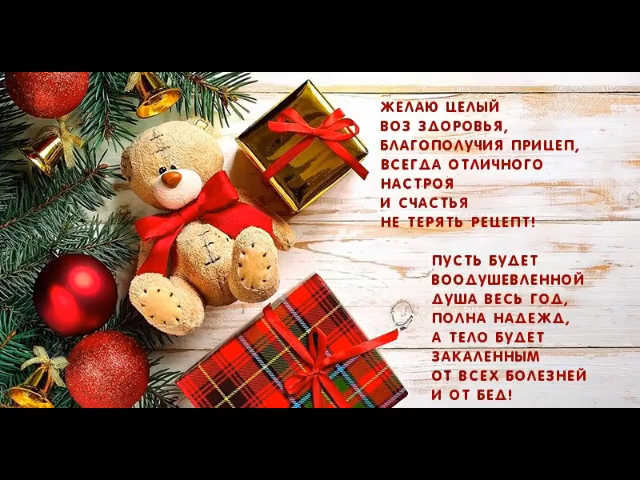 ЖЕЛАЮ ЦЕЛЫЙ
ВОЗ ЗДОРОВЬЯ,
БЛАГОПОЛУЧИЯ ПРИЦЕП,
ВСЕГДА ОТЛИЧНОГО
НАСТРОЯ
И СЧАСТЬЯ
НЕ ТЕРЯТЬ РЕЦЕПТ!
ПУСТЬ БУДЕТ
ВООДУШЕВЛЕННОЙ
ДУША ВЕСЬ ГОД,
ПОЛНА НАДЕЖД,
А ТЕЛО БУДЕТ
ЗАКАЛЕННЫМ
ОТ ВСЕХ БОЛЕЗНЕЙ
И ОТ БЕД!